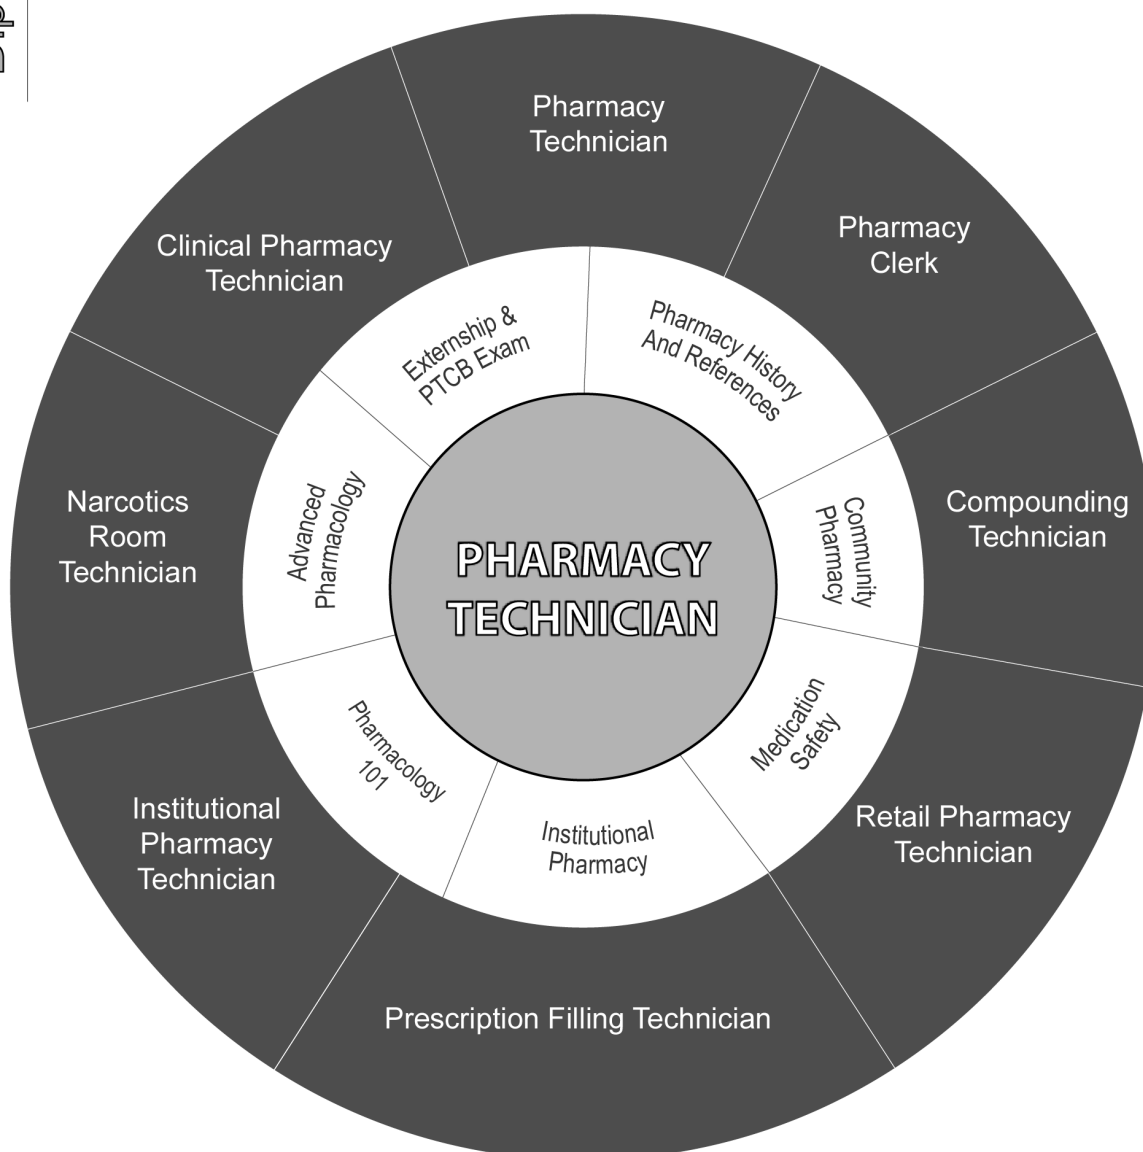 Pharmacy
Technician
Pharmacy
Clerk
Compounding
Technician
Retail Pharmacy
Technician
Prescription Filling Technician
Institutional
Pharmacy
Technician
Narcotics
Room
Technician
Clinical Pharmacy
Technician
Pharmacy History
And References
Community
Pharmacy
Medication
Safety
Institutional
Pharmacy
Pharmacology
101
Advanced
Pharmacology
Externship &
PTCB Exam
PHARMACY
TECHNICIAN